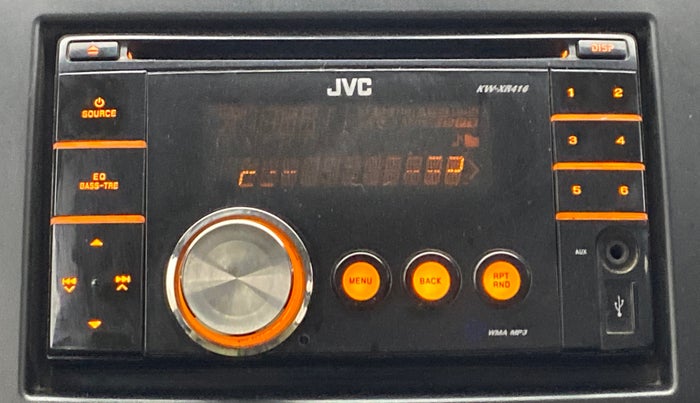 DISP
JVC
KW-XR416
SOURCE
EQ
BASS-TRE
1 2
3 4
5 6
MENU
BACK
RPT
RND
AUX
WMA MP3